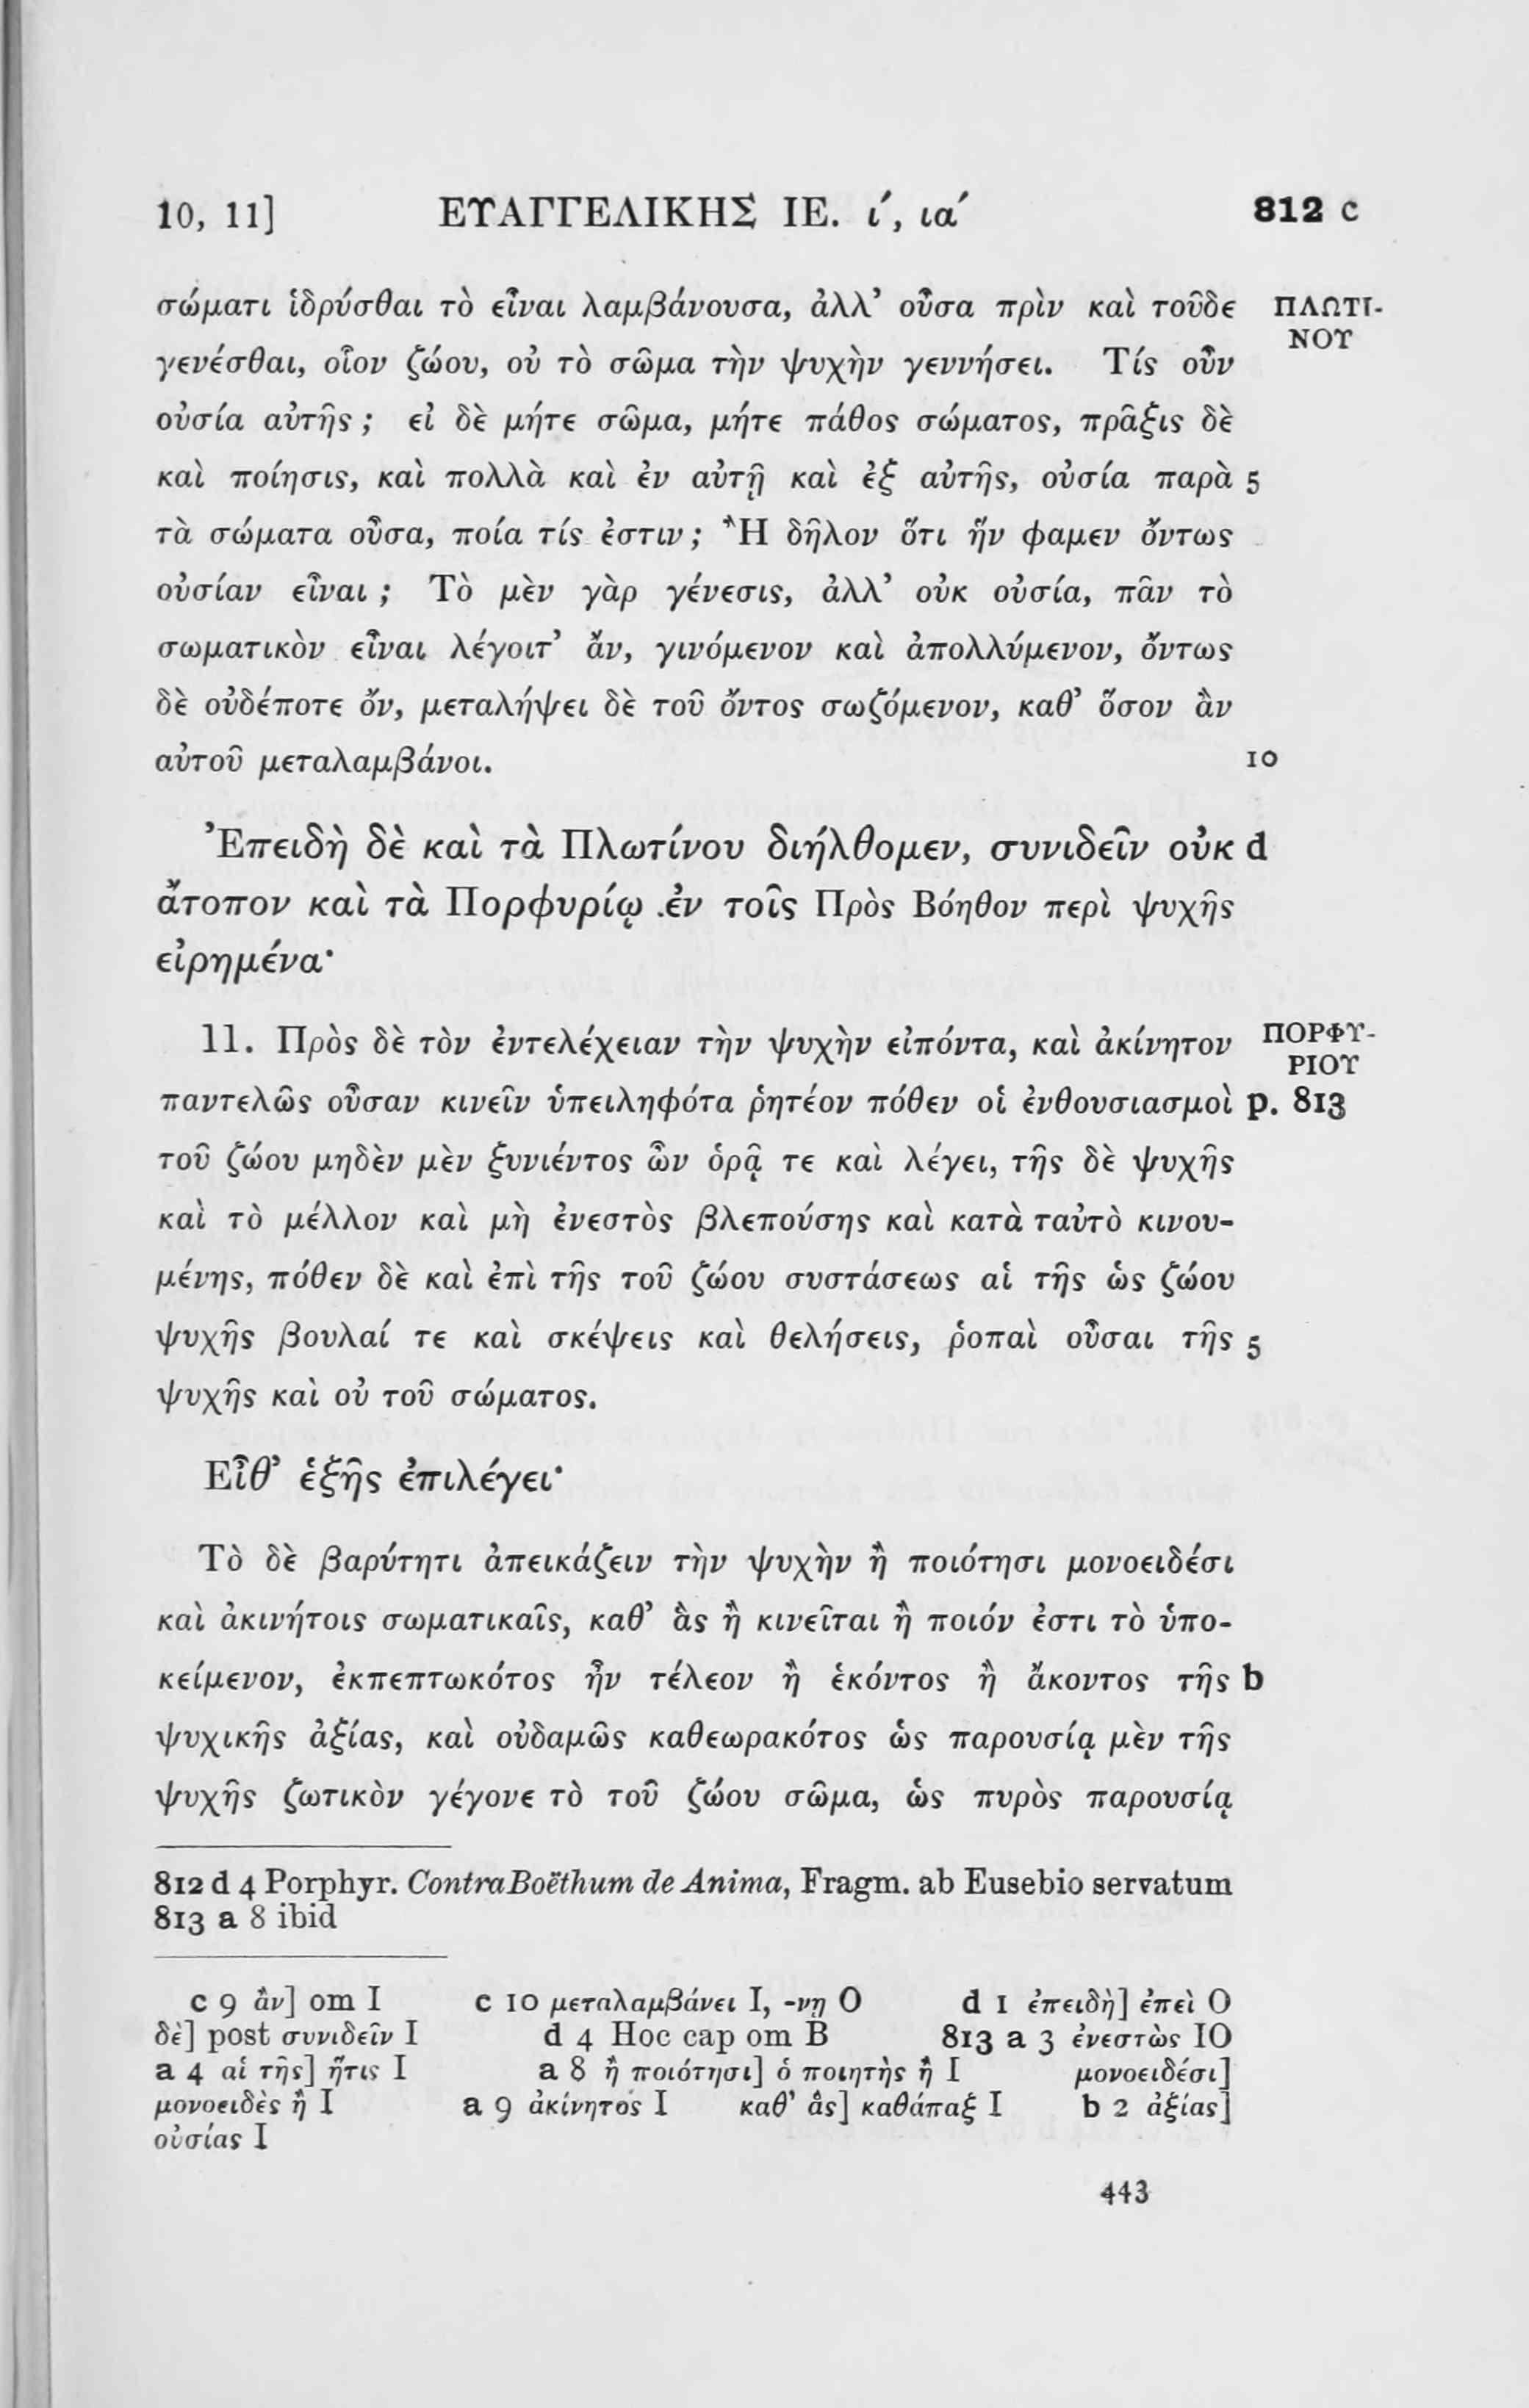 10, 11] ΕΥΑΓΓΕΛΙΚΗΣ ΙΕ. ί, ια΄ 812 c
σώματι ἱδρύσθαι τὸ εἶναι λαμβάνουσα, ἀλλ’ οὖσα πρὶν καὶ τοῦδε ΠΛΩΤΙ-
ΝΟΥ
γενέσθαι, οἷον ζώου, οὐ τὸ σῶμα τὴν ψυχὴν γεννήσει. Τίς οὖν
οὐσία αὐτῆς; εἰ δὲ μήτε σῶμα, μήτε πάθος σώματος, πρᾶξις δὲ
καὶ ποίησις, καὶ πολλὰ καὶ ἐν αὐτῇ καὶ ἐξ αὐτῆς, οὐσία παρὰ 5
τὰ σώματα οὖσα, ποία τίς ἐστιν; Ἢ δῆλον ὅτι ἥν φαμεν ὄντως
οὐσίαν εἶναι; Τὸ μὲν γὰρ γένεσις, ἀλλ’ οὐκ οὐσία, πᾶν τὸ
σωματικὸν εἶναι λέγοιτ’ ἄν, γινόμενον καὶ ἀπολλύμενον, ὄντως
δὲ οὐδέποτε ὄν, μεταλήψει δὲ τοῦ ὄντος σωζόμενον, καθ’ ὅσον ἂν
αὐτοῦ μεταλαμβάνοι. 10
Ἐπειδὴ δὲ καὶ τὰ Πλωτίνου διήλθομεν, συνιδεῖν οὐκ d
ἄτοπον καὶ τὰ Πορφυρίῳ ἐν τοῖς Πρὸς Βόηθον περὶ ψυχῆς
εἰρημένα·
11. Πρὸς δὲ τὸν ἐντελέχειαν τὴν ψυχὴν εἰπόντα, καὶ ἀκίνητον ΠΟΡΦΥ-
ΡΙΟΥ
παντελῶς οὖσαν κινεῖν ὑπειληφότα ῥητέον πόθεν οἱ ἐνθουσιασμοὶ p. 813
τοῦ ζώου μηδὲν μὲν ξυνιέντος ὧν ὁρᾷ τε καὶ λέγει, τῆς δὲ ψυχῆς
καὶ τὸ μέλλον καὶ μὴ ἐνεστὸς βλεπούσης καὶ κατὰ ταὐτὸ κινου-
μένης, πόθεν δὲ καὶ ἐπὶ τῆς τοῦ ζώου συστάσεως αἱ τῆς ὡς ζώου
ψυχῆς βουλαί τε καὶ σκέψεις καὶ θελήσεις, ῥοπαὶ οὖσαι τῆς 5
ψυχῆς καὶ οὐ τοῦ σώματος.
Εἶθ’ ἑξῆς ἐπιλέγει·
Τὸ δὲ βαρύτητι ἀπεικάζειν τὴν ψυχὴν ἢ ποιότησι μονοειδέσι
καὶ ἀκινήτοις σωματικαῖς, καθ’ ἃς ἢ κινεῖται ἢ ποιόν ἐστι τὸ ὑπο-
κείμενον, ἐκπεπτωκότος ἦν τέλεον ἢ ἑκόντος ἢ ἄκοντος τῆς b
ψυχικῆς ἀξίας, καὶ οὐδαμῶς καθεωρακότος ὡς παρουσίᾳ μὲν τῆς
ψυχῆς ζωτικὸν γέγονε τὸ τοῦ ζώου σῶμα, ὡς πυρὸς παρουσίᾳ
812 d 4 Porphyr. Contra Boëthum de Anima, Fragm. ab Eusebio servatum
813 a 8 ibid
c 9 ἂν] om I c 10 μεταλαμβάνει I, -νῃ O d 1 ἐπειδὴ] ἐπεὶ O
δὲ] post συνιδεῖν I d 4 Hoc cap om B 813 a 3 ἐνεστὼς IO
a 4 αἱ τῆς] ἥτις I a 8 ἢ ποιότησι] ὁ ποιητὴς ἢ I μονοειδέσι]
μονοειδὲς ἢ I a 9 ἀκίνητος I καθ’ ἃς] καθάπαξ I b 2 ἀξίας]
οὐσίας I
443